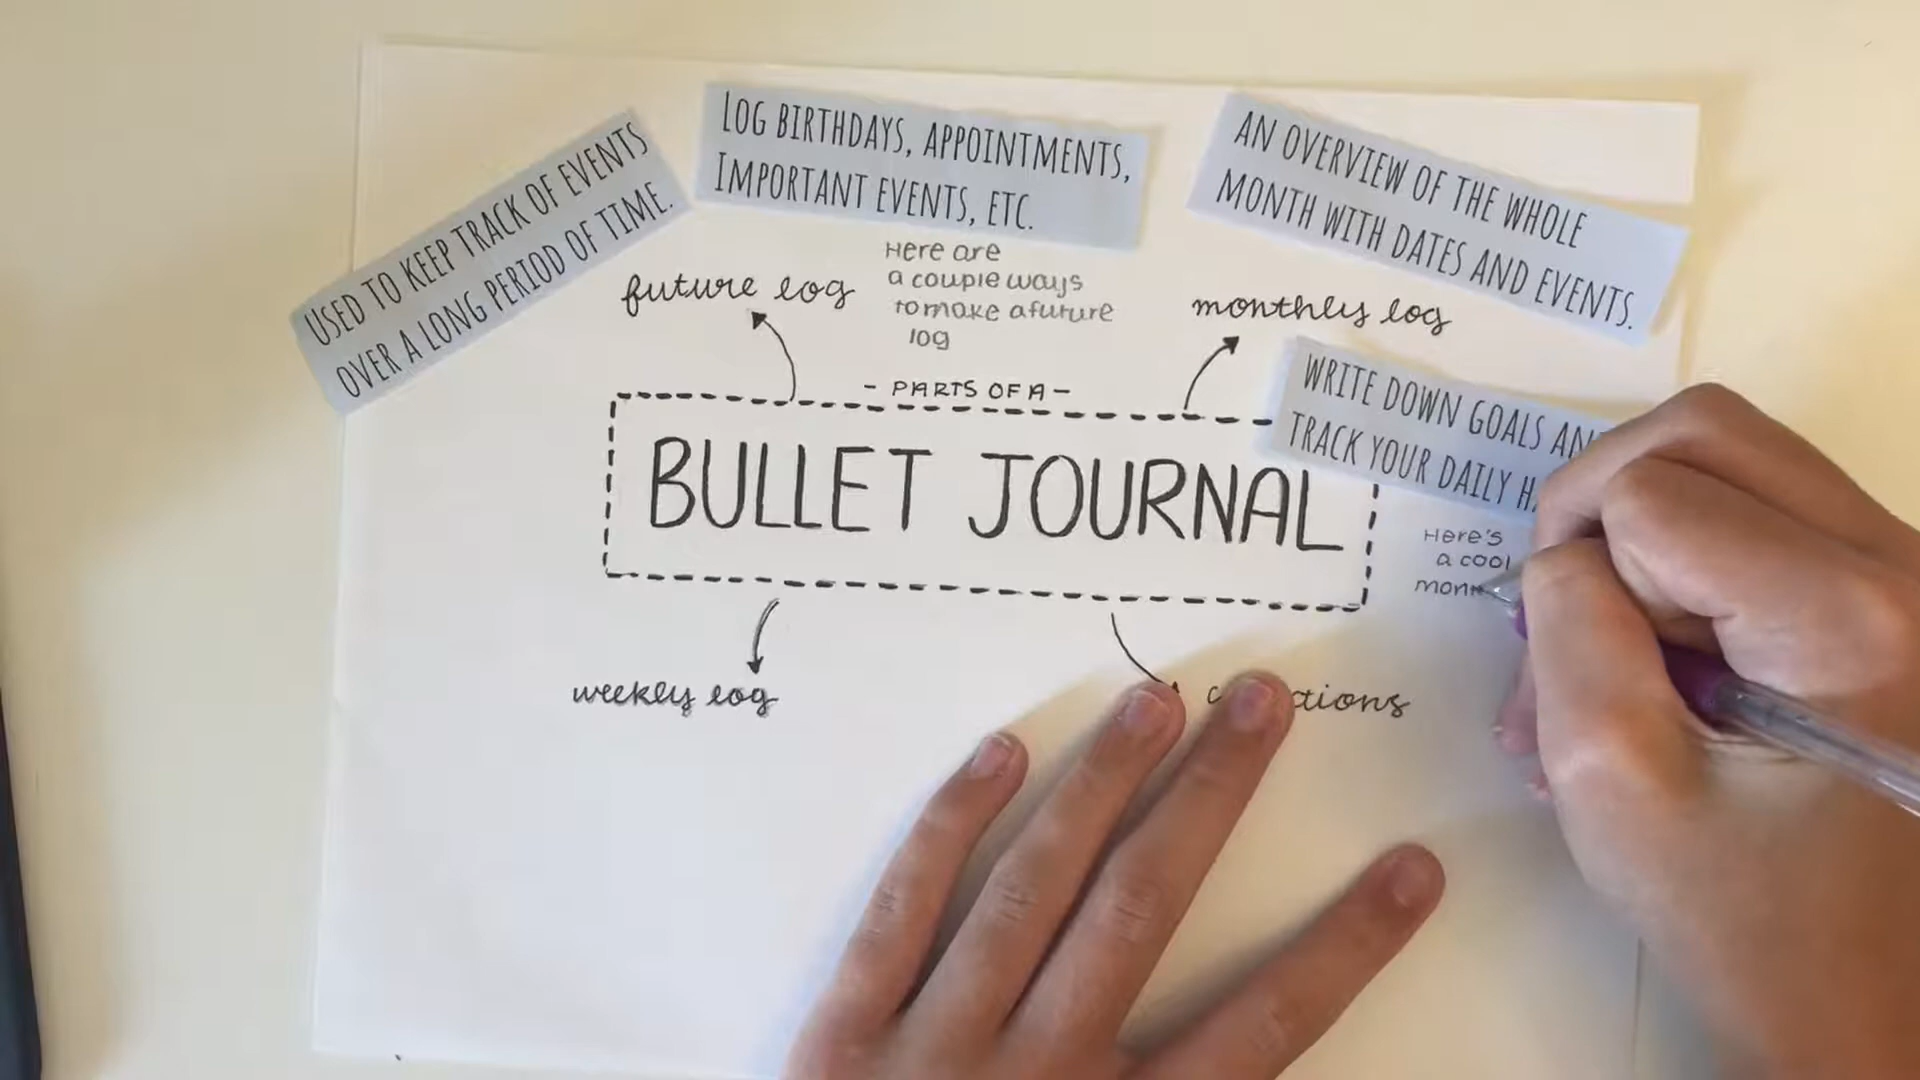 USED TO KEEP TRACK OF EVENTS
OVER A LONG PERIOD OF TIME.
LOG BIRTHDAYS, APPOINTMENTS,
IMPORTANT EVENTS, ETC.
AN OVERVIEW OF THE WHOLE
MONTH WITH DATES AND EVENTS.
future log
Here are
a couple ways
to make a future
log
monthly log
WRITE DOWN GOALS
TRACK YOUR DAILY
- PARTS OF A -
BULLET JOURNAL
Here's
a cool
weekly log